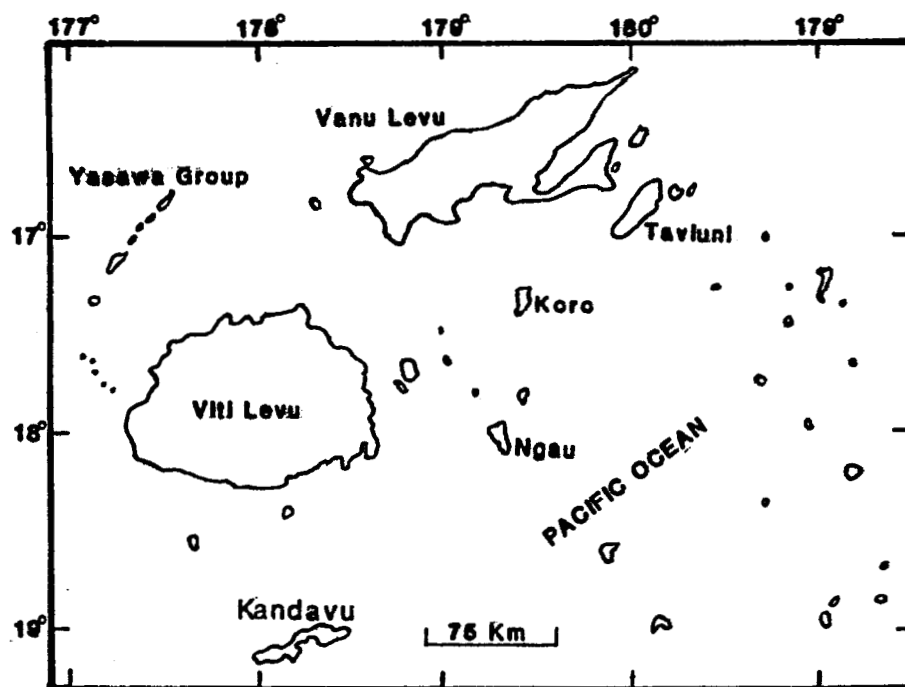 177° 178° 179° 180° 179°
Vanu Levu
Yasawa Group
17°
Taviuni
Koro
Viti Levu
18°
Ngau
PACIFIC OCEAN
Kandavu
19°
75 Km